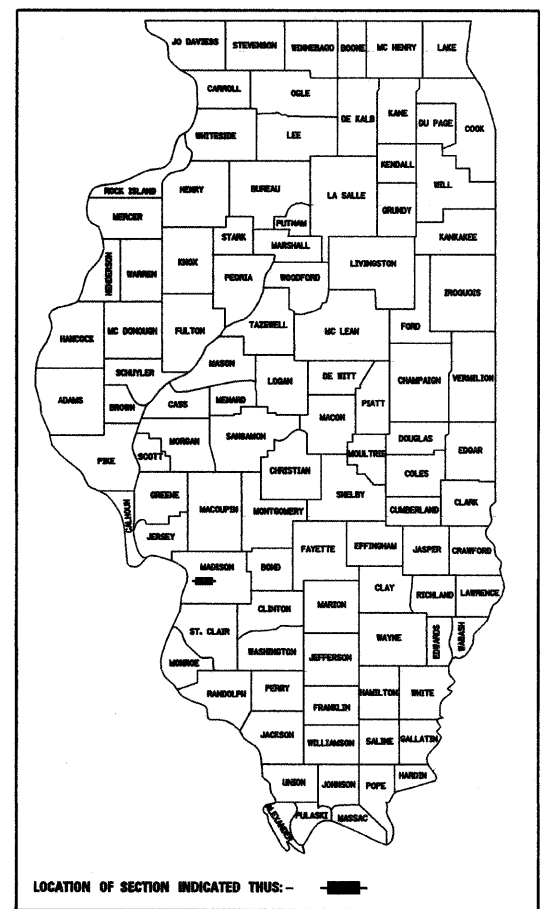 JO DAVIESS STEVENSON WINNEBAGO BOONE MC HENRY LAKE
CARROLL OGLE DE KALB KANE DU PAGE COOK
WHITESIDE LEE KENDALL WILL
ROCK ISLAND HENRY BUREAU LA SALLE GRUNDY
MERCER PUTNAM KANKAKEE
HENDERSON WARREN KNOX STARK MARSHALL LIVINGSTON
PEORIA WOODFORD IROQUOIS
HANCOCK MC DONOUGH FULTON TAZEWELL MC LEAN FORD
MASON
ADAMS SCHUYLER LOGAN DE WITT CHAMPAIGN VERMILION
BROWN CASS MENARD MACON PIATT
PIKE SCOTT MORGAN SANGAMON MOULTRIE DOUGLAS EDGAR
CHRISTIAN COLES
CALHOUN GREENE MACOUPIN MONTGOMERY SHELBY CUMBERLAND CLARK
JERSEY FAYETTE EFFINGHAM JASPER CRAWFORD
MADISON BOND CLAY RICHLAND LAWRENCE
CLINTON MARION
ST. CLAIR WAYNE EDWARDS WABASH
MONROE WASHINGTON JEFFERSON
RANDOLPH PERRY HAMILTON WHITE
FRANKLIN
JACKSON WILLIAMSON SALINE GALLATIN
UNION JOHNSON POPE HARDIN
ALEXANDER PULASKI MASSAC
LOCATION OF SECTION INDICATED THUS:-